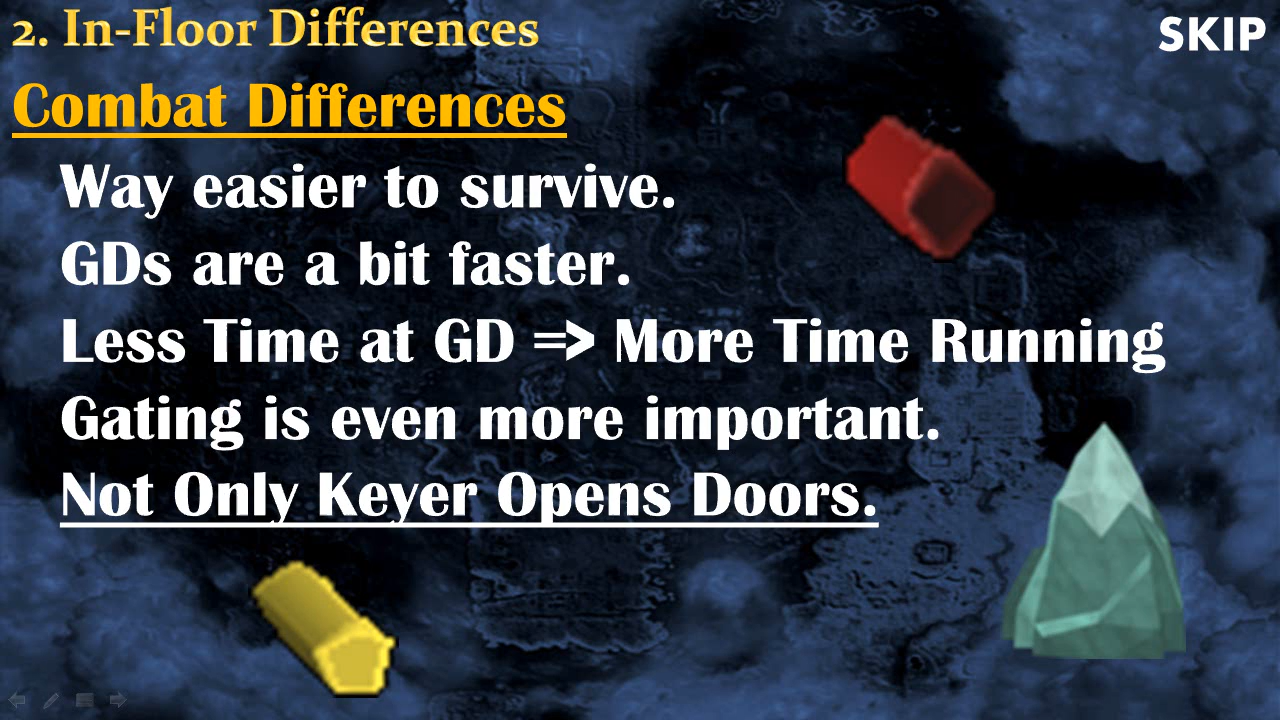 2. In-Floor Differences
SKIP
Combat Differences
Way easier to survive.
GDs are a bit faster.
Less Time at GD => More Time Running
Gating is even more important.
Not Only Keyer Opens Doors.